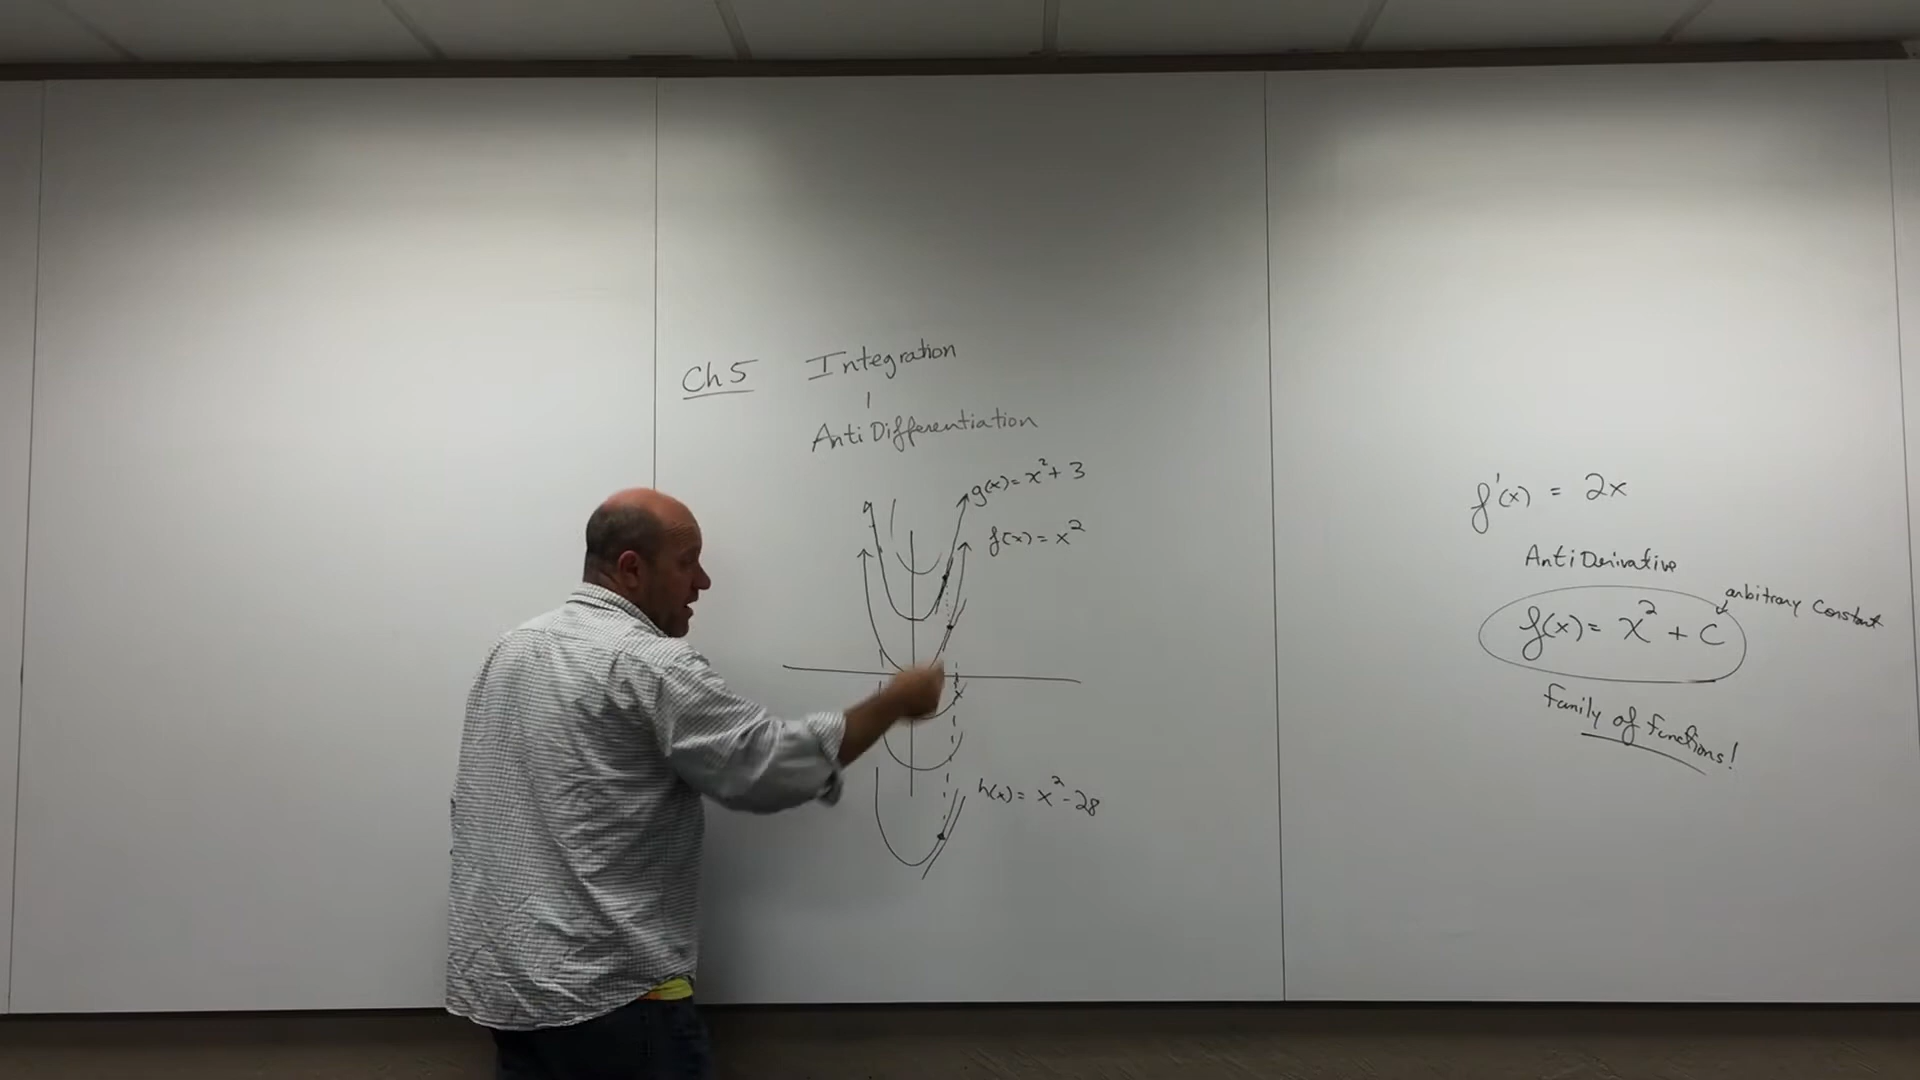 Ch 5 Integration
Anti Differentiation
g(x) = x² + 3
f(x) = x²
h(x) = x² - 28
f'(x) = 2x
Anti Derivative
arbitrary Constant
f(x) = x² + C
Family of Functions!